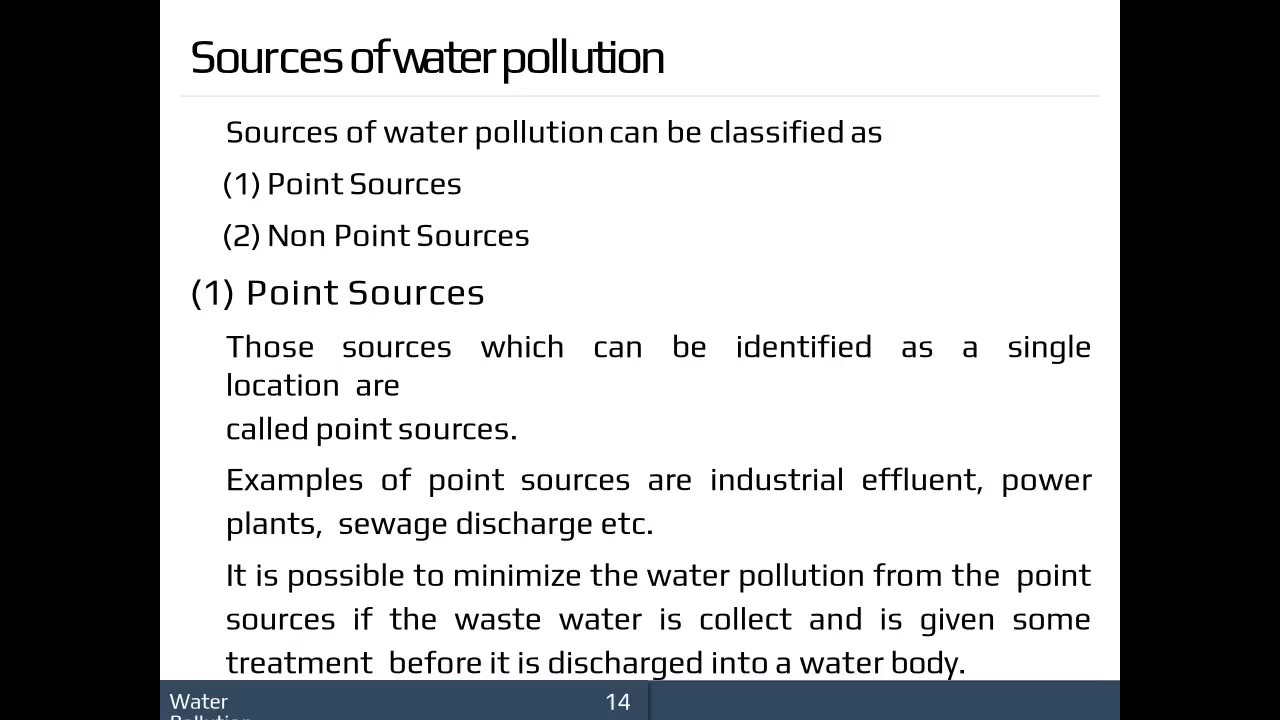 Sources of water pollution
Sources of water pollution can be classified as
(1) Point Sources
(2) Non Point Sources
(1) Point Sources
Those sources which can be identified as a single
location are
called point sources.
Examples of point sources are industrial effluent, power
plants, sewage discharge etc.
It is possible to minimize the water pollution from the point
sources if the waste water is collect and is given some
treatment before it is discharged into a water body.
Water
Pollution
14